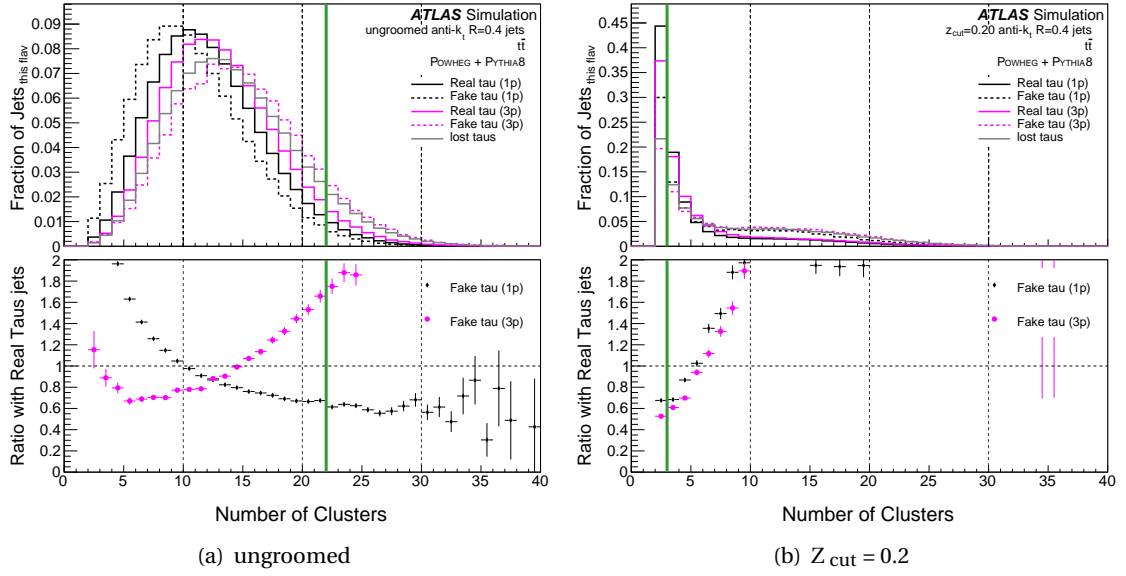 ATLAS Simulation
ungroomed anti-kt R=0.4 jets
tt̄
POWHEG + PYTHIA8
Real tau (1p)
Fake tau (1p)
Real tau (3p)
Fake tau (3p)
lost taus
Fraction of Jets this flav
0.09
0.08
0.07
0.06
0.05
0.04
0.03
0.02
0.01
0
Ratio with Real Taus jets
2
1.8
1.6
1.4
1.2
1
0.8
0.6
0.4
0.2
0
Fake tau (1p)
Fake tau (3p)
0 5 10 15 20 25 30 35 40
Number of Clusters
(a) ungroomed
ATLAS Simulation
zcut=0.20 anti-kt R=0.4 jets
tt̄
POWHEG + PYTHIA8
Real tau (1p)
Fake tau (1p)
Real tau (3p)
Fake tau (3p)
lost taus
Fraction of Jets this flav
0.45
0.4
0.35
0.3
0.25
0.2
0.15
0.1
0.05
0
Ratio with Real Taus jets
2
1.8
1.6
1.4
1.2
1
0.8
0.6
0.4
0.2
0
Fake tau (1p)
Fake tau (3p)
0 5 10 15 20 25 30 35 40
Number of Clusters
(b) Z cut = 0.2